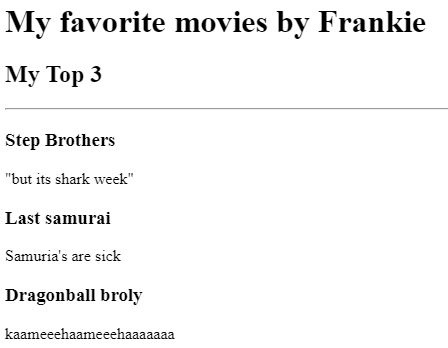 My favorite movies by Frankie
My Top 3
Step Brothers
"but its shark week"
Last samurai
Samuria's are sick
Dragonball broly
kaameeehaameeehaaaaaaa